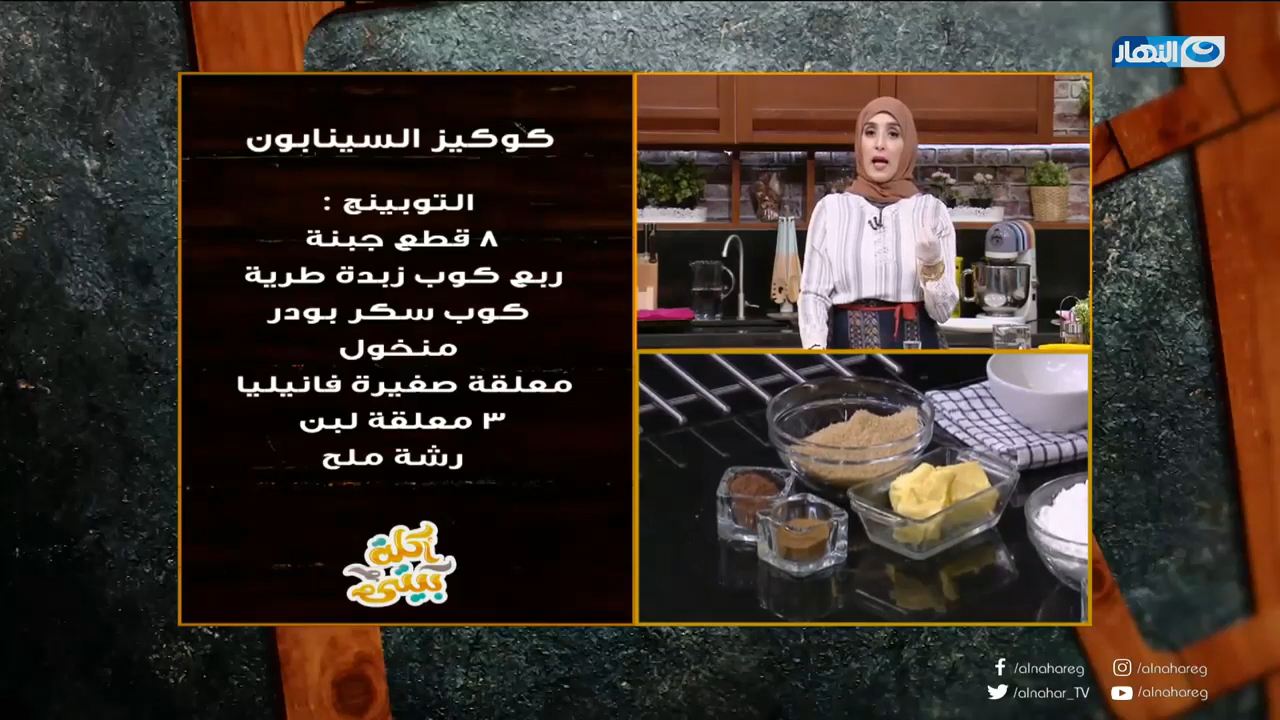 النهار
كوكيز السينابون
التوبينج :
٨ قطع جبنة
ربع كوب زبدة طرية
كوب سكر بودر
منخول
معلقة صغيرة فانيليا
٣ معلقة لبن
رشة ملح
أكلة
بيتي
/alnahareg
/alnahareg
/alnahar_TV
/alnahareg